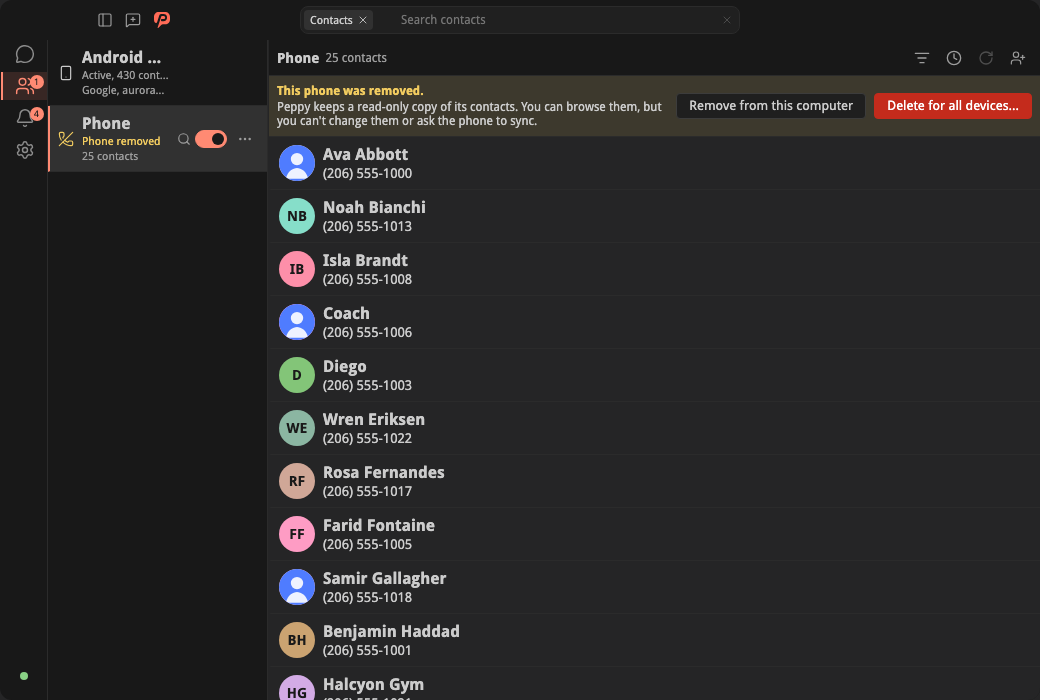 Contacts
Search contacts
1
4
Android ...
Active, 430 cont...
Google, aurora...
Phone
Phone removed
25 contacts
Phone 25 contacts
This phone was removed.
Peppy keeps a read-only copy of its contacts. You can browse them, but
you can't change them or ask the phone to sync.
Remove from this computer
Delete for all devices...
Ava Abbott
(206) 555-1000
NB
Noah Bianchi
(206) 555-1013
IB
Isla Brandt
(206) 555-1008
Coach
(206) 555-1006
D
Diego
(206) 555-1003
WE
Wren Eriksen
(206) 555-1022
RF
Rosa Fernandes
(206) 555-1017
FF
Farid Fontaine
(206) 555-1005
Samir Gallagher
(206) 555-1018
BH
Benjamin Haddad
(206) 555-1001
HG
Halcyon Gym